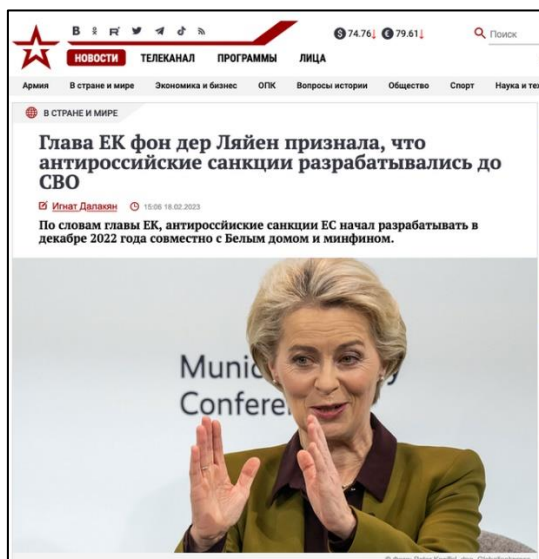 74.76↓ 79.61↓ Поиск
НОВОСТИ ТЕЛЕКАНАЛ ПРОГРАММЫ ЛИЦА
Армия В стране и мире Экономика и бизнес ОПК Вопросы истории Общество Спорт Наука и тех
В СТРАНЕ И МИРЕ
Глава ЕК фон дер Ляйен признала, что
антироссийские санкции разрабатывались до
СВО
Игнат Далакян 15:06 18.02.2023
По словам главы ЕК, антироссйиские санкции ЕС начал разрабатывать в
декабре 2022 года совместно с Белым домом и минфином.
Munic y
Confere